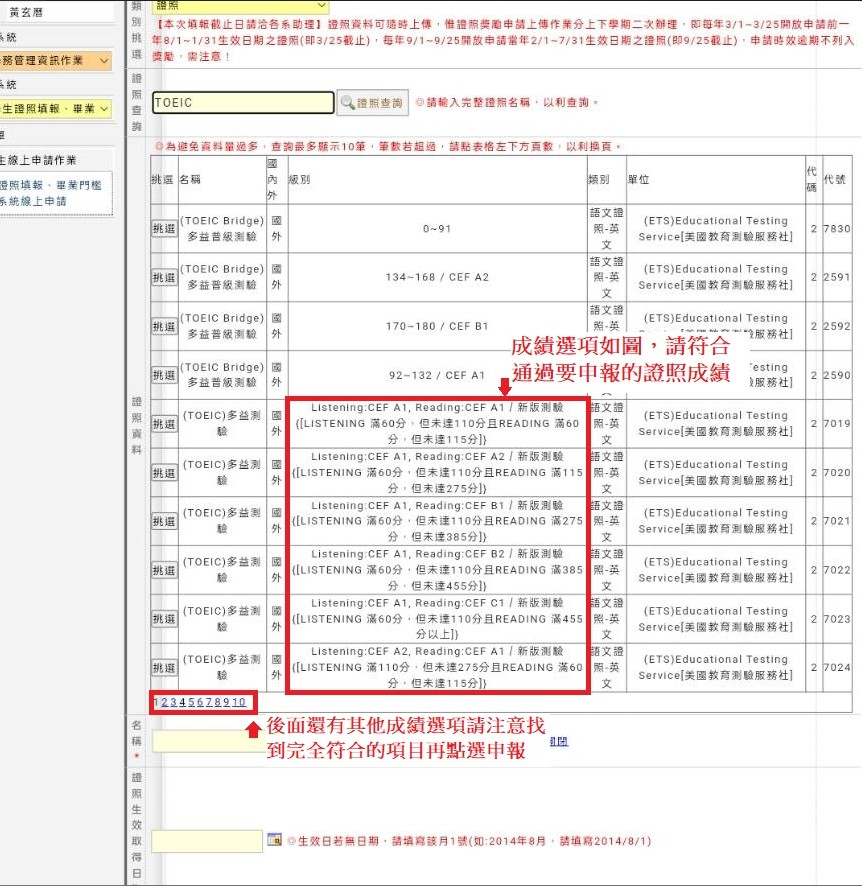 黃玄曆
系統
務管理資訊作業
系統
生證照填報、畢業
單
生線上申請作業
證照填報、畢業門檻
系統線上申請
類別挑選
證照
【本次填報截止日請洽各系助理】證照資料可隨時上傳，惟證照獎勵申請上傳作業分上下學期二次辦理，即每年3/1~3/25開放申請前一
年8/1~1/31生效日期之證照(即3/25截止)，每年9/1~9/25開放申請當年2/1~7/31生效日期之證照(即9/25截止)，申請時效逾期不列入
獎勵，需注意！
證照查詢
TOEIC
證照查詢
◎請輸入完整證照名稱，以利查詢。
證照資料
◎為避免資料量過多，查詢最多顯示10筆，筆數若超過，請點表格左下方頁數，以利換頁。
挑選 名稱 國內外 級別 類別 單位 代碼 代號
挑選 (TOEIC Bridge)多益普級測驗 國外 0~91 語文證照-英文 (ETS)Educational Testing Service[美國教育測驗服務社] 2 7830
挑選 (TOEIC Bridge)多益普級測驗 國外 134~168 / CEF A2 語文證照-英文 (ETS)Educational Testing Service[美國教育測驗服務社] 2 2591
挑選 (TOEIC Bridge)多益普級測驗 國外 170~180 / CEF B1 語文證照-英 (ETS)Educational Testing 驗服務社] 2 2592
成績選項如圖，請符合
通過要申報的證照成績
挑選 (TOEIC Bridge)多益普級測驗 國外 92~132 / CEF A1 esting 驗服務社] 2 2590
挑選 (TOEIC)多益測驗 國外 Listening:CEF A1, Reading:CEF A1 / 新版測驗{[LISTENING 滿60分，但未達110分且READING 滿60分，但未達115分]} 語文證照-英文 (ETS)Educational Testing Service[美國教育測驗服務社] 2 7019
挑選 (TOEIC)多益測驗 國外 Listening:CEF A1, Reading:CEF A2 / 新版測驗{[LISTENING 滿60分，但未達110分且READING 滿115分，但未達275分]} 語文證照-英文 (ETS)Educational Testing Service[美國教育測驗服務社] 2 7020
挑選 (TOEIC)多益測驗 國外 Listening:CEF A1, Reading:CEF B1 / 新版測驗{[LISTENING 滿60分，但未達110分且READING 滿275分，但未達385分]} 語文證照-英文 (ETS)Educational Testing Service[美國教育測驗服務社] 2 7021
挑選 (TOEIC)多益測驗 國外 Listening:CEF A1, Reading:CEF B2 / 新版測驗{[LISTENING 滿60分，但未達110分且READING 滿385分，但未達455分]} 語文證照-英文 (ETS)Educational Testing Service[美國教育測驗服務社] 2 7022
挑選 (TOEIC)多益測驗 國外 Listening:CEF A1, Reading:CEF C1 / 新版測驗{[LISTENING 滿60分，但未達110分且READING 滿455分以上]} 語文證照-英文 (ETS)Educational Testing Service[美國教育測驗服務社] 2 7023
挑選 (TOEIC)多益測驗 國外 Listening:CEF A2, Reading:CEF A1 / 新版測驗{[LISTENING 滿110分，但未達275分且READING 滿60分，但未達115分]} 語文證照-英文 (ETS)Educational Testing Service[美國教育測驗服務社] 2 7024
1 2 3 4 5 6 7 8 9 10
後面還有其他成績選項請注意找
到完全符合的項目再點選申報
名稱*
證照生效取得日
◎生效日若無日期，請填寫該月1號(如:2014年8月，請填寫2014/8/1)